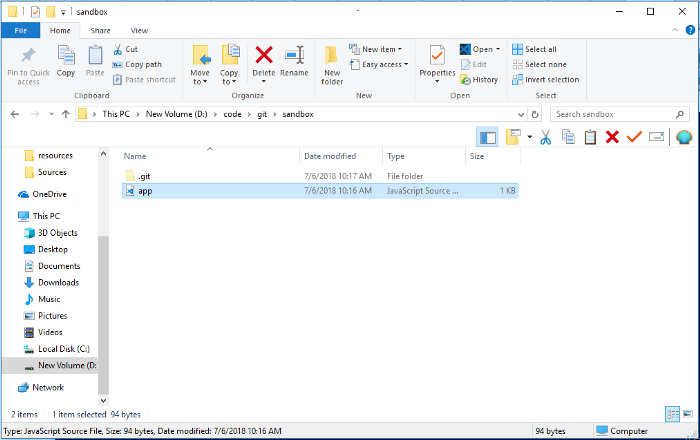 sandbox
File Home Share View
Pin to Quick access
Copy
Paste
Cut
Copy path
Paste shortcut
Clipboard
Move to
Copy to
Delete
Rename
Organize
New folder
New item
Easy access
New
Properties
Open
Edit
History
Open
Select all
Select none
Invert selection
Select
This PC > New Volume (D:) > code > git > sandbox
Search sandbox
resources
Sources
OneDrive
This PC
3D Objects
Desktop
Documents
Downloads
Music
Pictures
Videos
Local Disk (C:)
New Volume (D:
Network
Name Date modified Type Size
.git 7/6/2018 10:17 AM File folder
app 7/6/2018 10:16 AM JavaScript Source ... 1 KB
2 items 1 item selected 94 bytes
Type: JavaScript Source File, Size: 94 bytes, Date modified: 7/6/2018 10:16 AM 94 bytes Computer